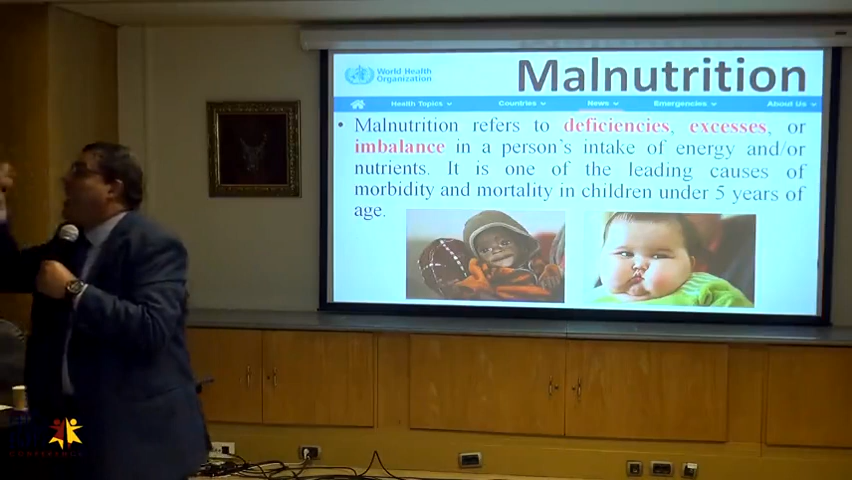 World Health
Organization
Malnutrition
Health Topics
Countries
News
Emergencies
About Us
• Malnutrition refers to deficiencies, excesses, or
imbalance in a person's intake of energy and/or
nutrients. It is one of the leading causes of
morbidity and mortality in children under 5 years of
age.
CONFERENCE